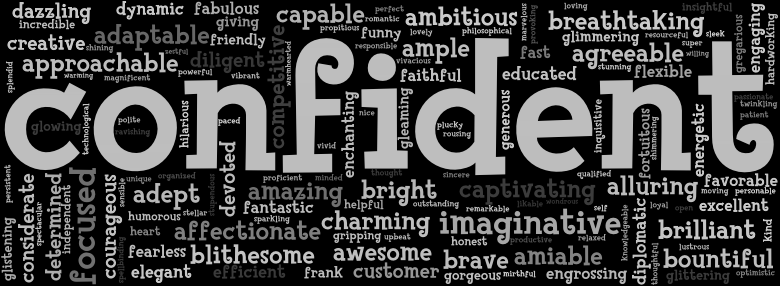 dazzling
dynamic
fabulous
incredible
giving
creative
shining
adaptable
friendly
zestful
diligent
approachable
splendid
warming
magnificent
powerful
vibrant
competitive
warmhearted
capable
romantic
perfect
propitious
funny
lovely
responsible
vivacious
ambitious
philosophical
ample
faithful
marvelous
provoking
fast
educated
breathtaking
loving
insightful
glimmering
resourceful
sleek
super
agreeable
willing
stunning
flexible
gregarious
engaging
hardworking
passionate
twinkling
patient
confident
glowing
technological
polite
ravishing
hilarious
paced
vivid
enchanting
nice
gleaming
plucky
rousing
generous
inquisitive
fortuitous
shimmering
energetic
persistent
considerate
spectacular
determined
independent
focused
courageous
sensible
unique
organised
adept
stupendous
devoted
proficient
minded
thought
sincere
qualified
amazing
bright
captivating
alluring
favorable
moving
personable
fantastic
helpful
outstanding
remarkable
likable
wondrous
self
loyal
open
excellent
humorous
stellar
sparkling
charming
imaginative
knowledgeable
diplomatic
brilliant
kind
heart
affectionate
gripping
upbeat
honest
productive
relaxed
lustrous
glistening
spellbinding
fearless
blithesome
awesome
brave
amiable
thoughtful
bountiful
elegant
efficient
frank
customer
gorgeous
mirthful
engrossing
glittering
optimistic